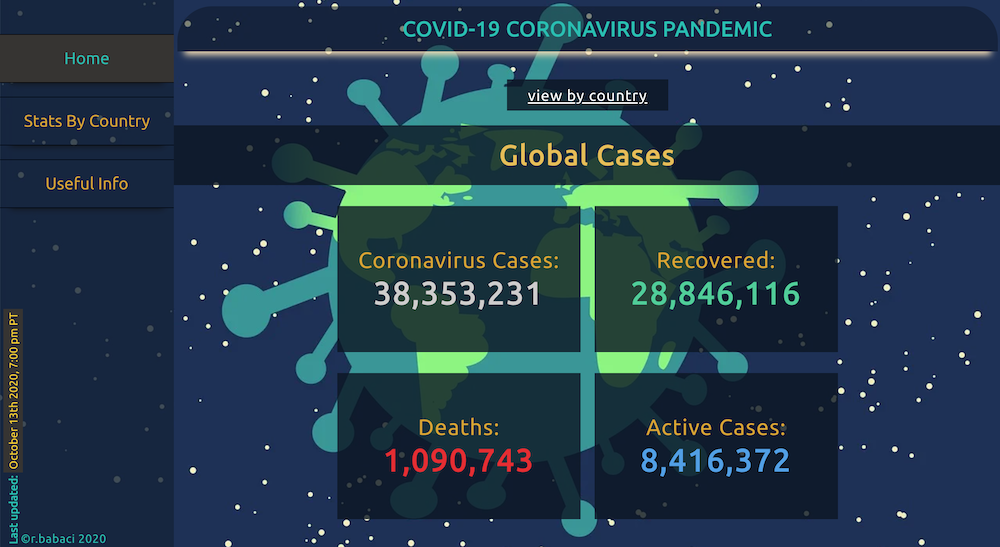 COVID-19 CORONAVIRUS PANDEMIC
Home
view by country
Stats By Country
Global Cases
Useful Info
Coronavirus Cases:
38,353,231
Recovered:
28,846,116
Deaths:
1,090,743
Active Cases:
8,416,372
Last updated: October 13th 2020, 7:00 pm PT
©r.babaci 2020